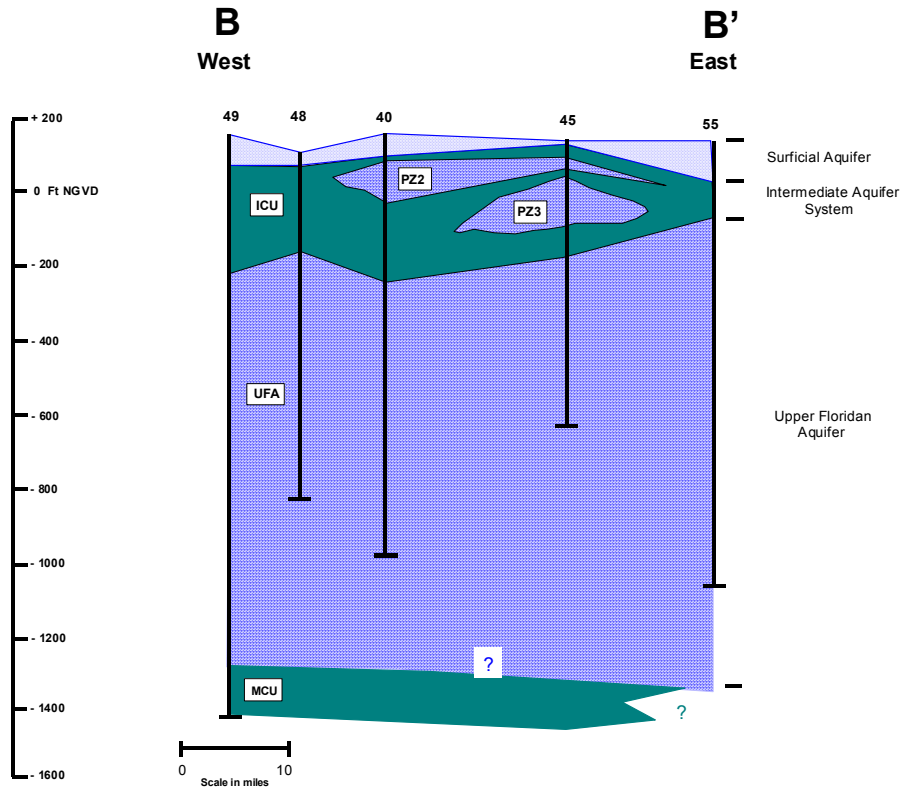 B
West
B’
East
49
48
40
45
55
+ 200
0 Ft NGVD
- 200
- 400
- 600
- 800
- 1000
- 1200
- 1400
- 1600
PZ2
PZ3
ICU
UFA
MCU
?
?
Surficial Aquifer
Intermediate Aquifer
System
Upper Floridan
Aquifer
0
10
Scale in miles